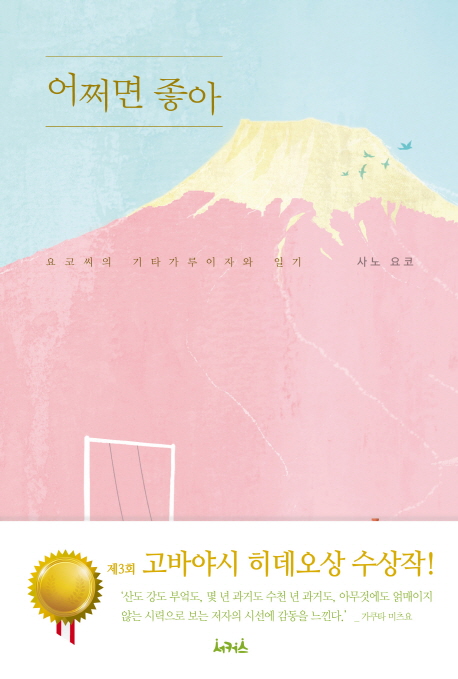 어쩌면 좋아
요코씨의 기타가루이자와 일기 사노 요코
제3회 고바야시 히데오상 수상작!
‘산도 강도 부엌도, 몇 년 과거도 수천 년 과거도, 아무것에도 얽매이지
않는 시력으로 보는 저자의 시선에 감동을 느낀다.’ _ 가쿠타 미츠요
서커스